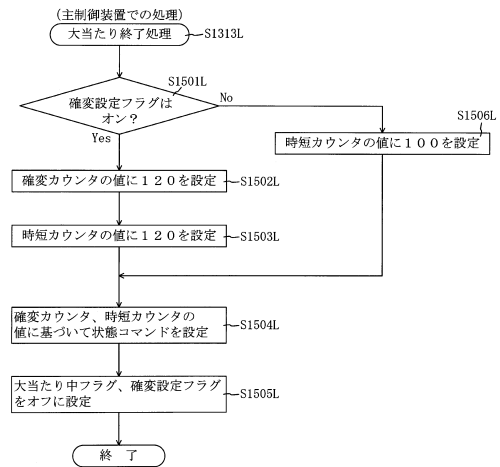 (主制御装置での処理)
大当たり終了処理
S1313L
S1501L
確変設定フラグは
オン？
No
Yes
S1506L
時短カウンタの値に１００を設定
確変カウンタの値に１２０を設定
S1502L
時短カウンタの値に１２０を設定
S1503L
確変カウンタ、時短カウンタの
値に基づいて状態コマンドを設定
S1504L
大当たり中フラグ、確変設定フラグ
をオフに設定
S1505L
終　了